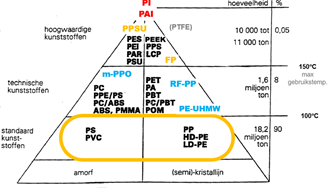 PI
PAI
hoeveelheid
%
hoogwaardige
kunststoffen
PPSU
(PTFE)
10 000 tot
0,05
11 000 ton
PES
PEI
PAR
PSU
PEEK
PPS
LCP
FP
150°C
max
gebruikstemp.
m-PPO
technische
kunststoffen
PC
PPE/PS
PC/ABS
ABS, PMMA
PET
PA
PBT
PC/PBT
POM
RF-PP
PE-UHMW
1,6
miljoen
ton
8
100°C
standaard
kunst-
stoffen
PS
PVC
PP
HD-PE
LD-PE
18,2
miljoen
ton
90
amorf
(semi)-kristallijn